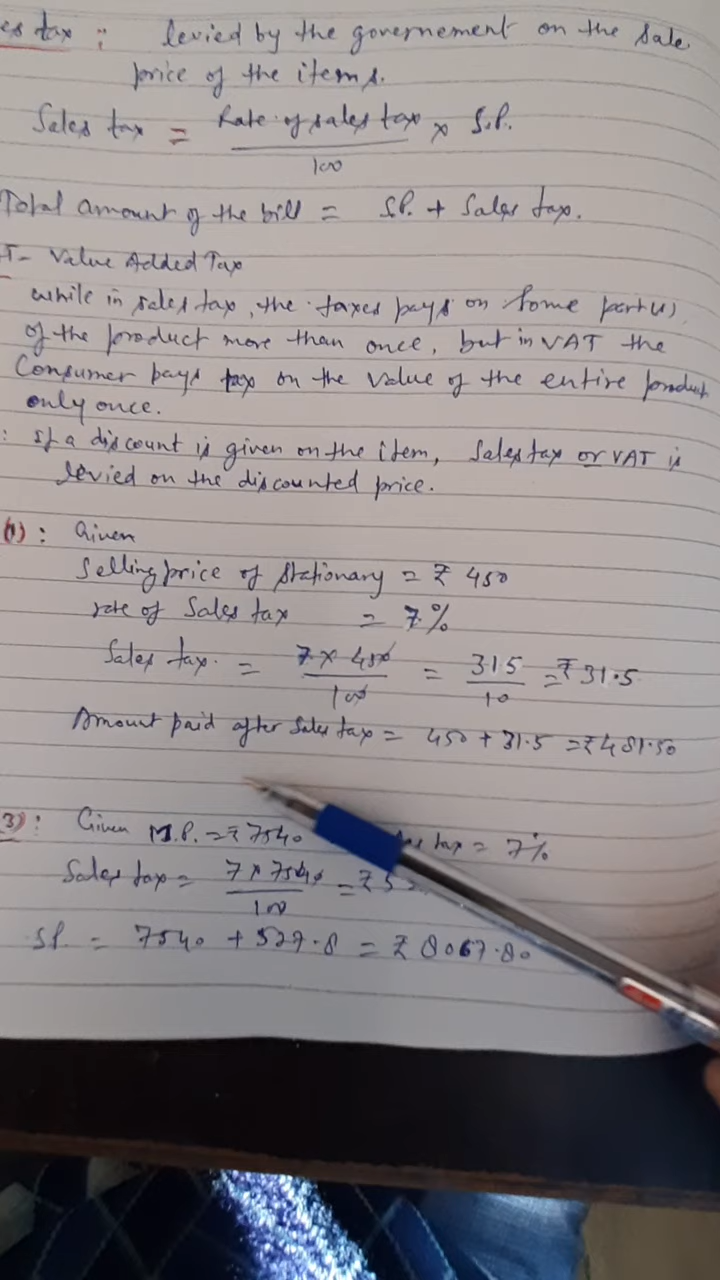 es tax : levied by the governement on the sale
price of the items.
Sales tax = Rate of sales tax x S.P.
100
Total amount of the bill = S.P. + Sales tax.
T- Value Added Tax
while in sales tax, the taxes pays on some part(s)
of the product more than once, but in VAT the
Consumer pays tax on the value of the entire product
only once.
: If a discount is given on the item, Sales tax or VAT is
levied on the discounted price.
(1): Given
Selling price of Stationary = ₹ 450
rate of Sales tax = 7%
Sales tax. = 7 x 450 = 315 = ₹31.5
100 10
Amount paid after Sales tax = 450 + 31.5 = ₹481.50
3): Given M.P. = ₹7540 tax = 7%
Sales tax = 7 x 7540 = ₹52
100
SP. = 7540 + 527.8 = ₹8067.80